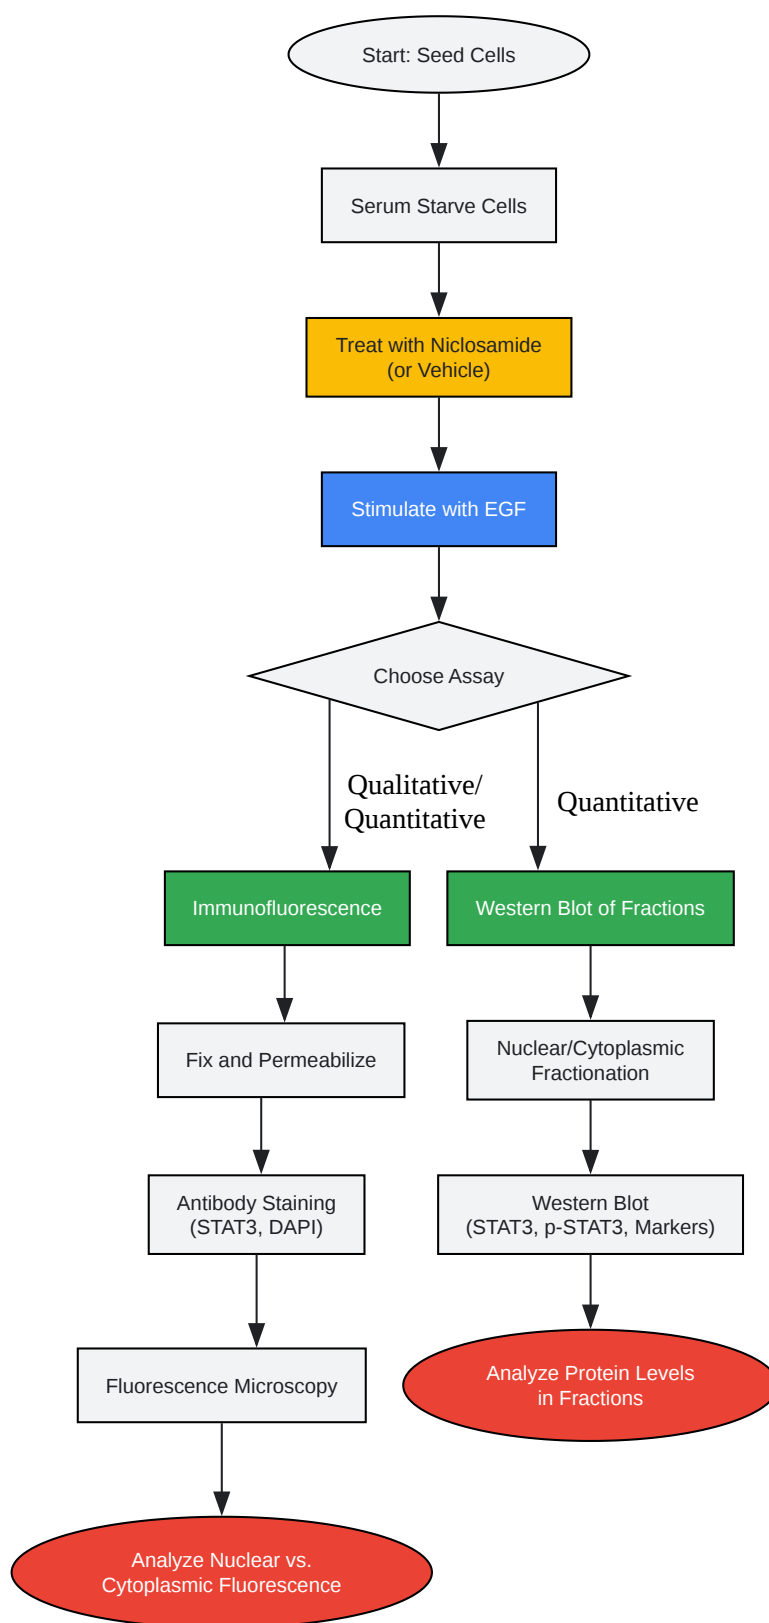 Start: Seed Cells
Serum Starve Cells
Treat with Niclosamide
(or Vehicle)
Stimulate with EGF
Choose Assay
Qualitative/
Quantitative
Quantitative
Immunofluorescence
Western Blot of Fractions
Fix and Permeabilize
Nuclear/Cytoplasmic
Fractionation
Antibody Staining
(STAT3, DAPI)
Western Blot
(STAT3, p-STAT3, Markers)
Fluorescence Microscopy
Analyze Protein Levels
in Fractions
Analyze Nuclear vs.
Cytoplasmic Fluorescence